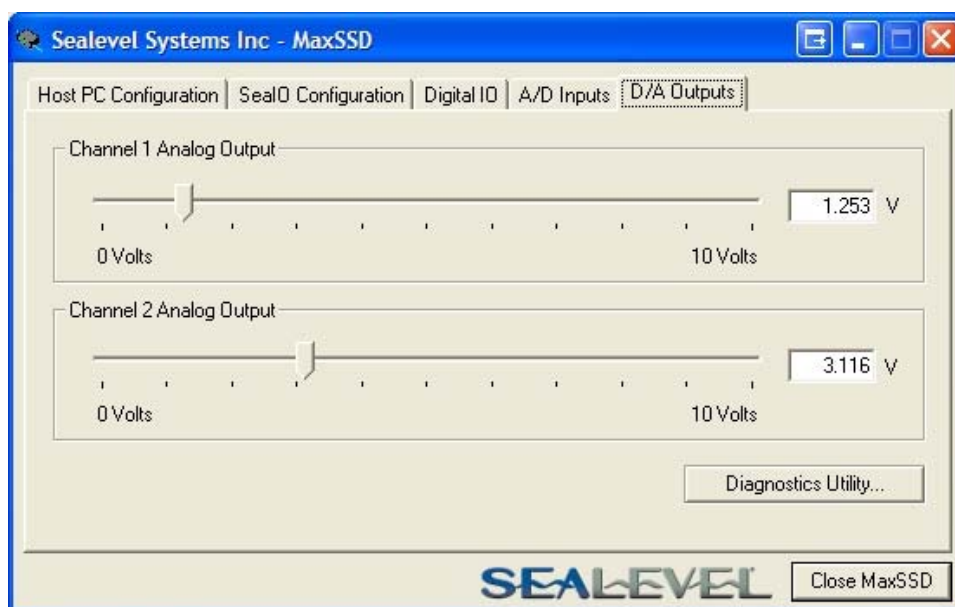 Sealevel Systems Inc - MaxSSD
Host PC Configuration SeaIO Configuration Digital IO A/D Inputs D/A Outputs
Channel 1 Analog Output
1.253 V
0 Volts 10 Volts
Channel 2 Analog Output
3.116 V
0 Volts 10 Volts
Diagnostics Utility...
SEALEVEL Close MaxSSD